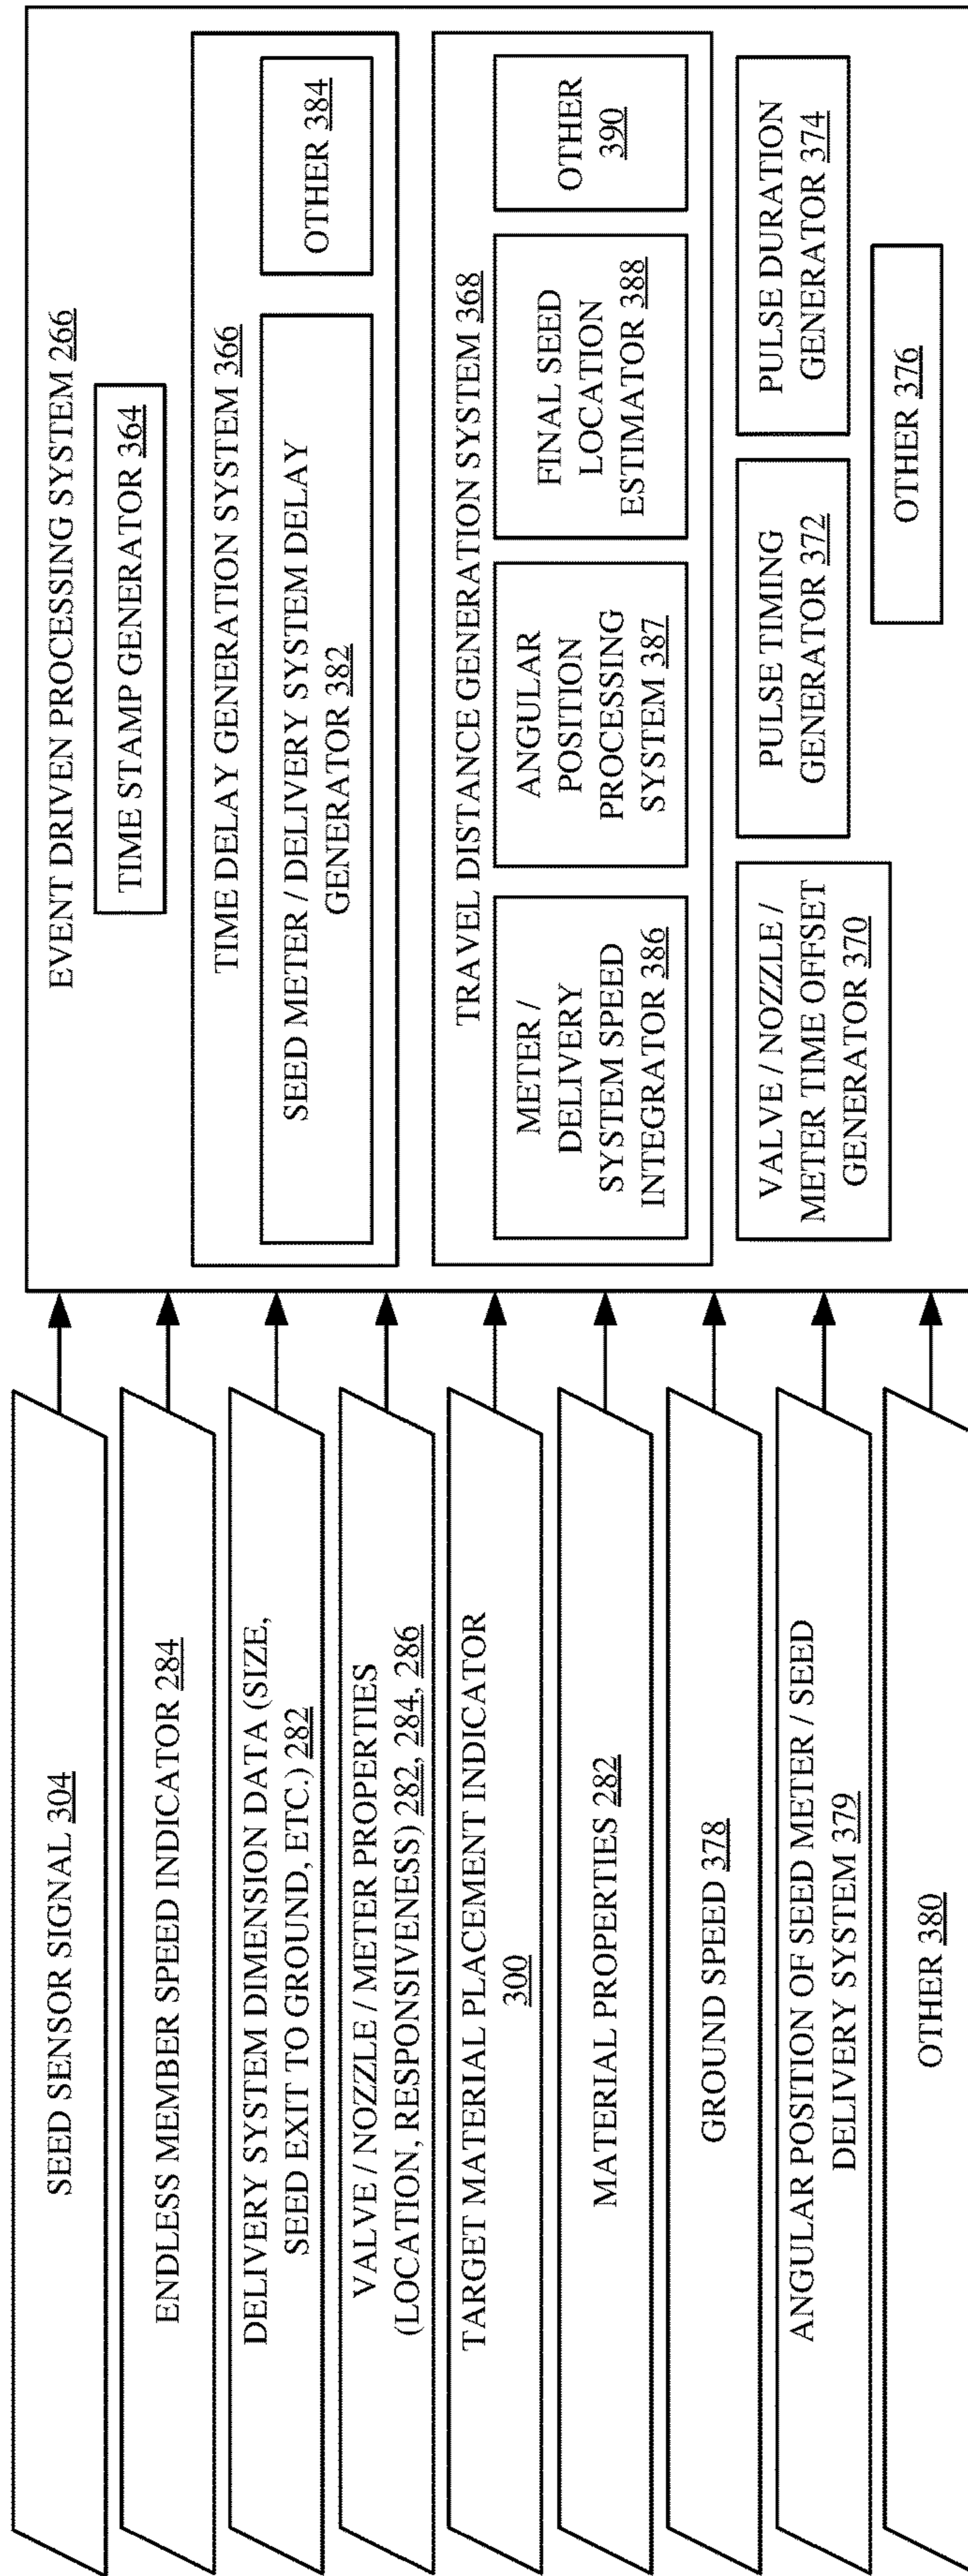 SEED SENSOR SIGNAL 304
ENDLESS MEMBER SPEED INDICATOR 284
DELIVERY SYSTEM DIMENSION DATA (SIZE,
SEED EXIT TO GROUND, ETC.) 282
VALVE / NOZZLE / METER PROPERTIES
(LOCATION, RESPONSIVENESS) 282, 284, 286
TARGET MATERIAL PLACEMENT INDICATOR
300
MATERIAL PROPERTIES 282
GROUND SPEED 378
ANGULAR POSITION OF SEED METER / SEED
DELIVERY SYSTEM 379
OTHER 380
EVENT DRIVEN PROCESSING SYSTEM 266
TIME STAMP GENERATOR 364
TIME DELAY GENERATION SYSTEM 366
SEED METER / DELIVERY SYSTEM DELAY
GENERATOR 382
OTHER 384
TRAVEL DISTANCE GENERATION SYSTEM 368
METER /
DELIVERY
SYSTEM SPEED
INTEGRATOR 386
ANGULAR
POSITION
PROCESSING
SYSTEM 387
FINAL SEED
LOCATION
ESTIMATOR 388
OTHER
390
VALVE / NOZZLE /
METER TIME OFFSET
GENERATOR 370
PULSE TIMING
GENERATOR 372
PULSE DURATION
GENERATOR 374
OTHER 376